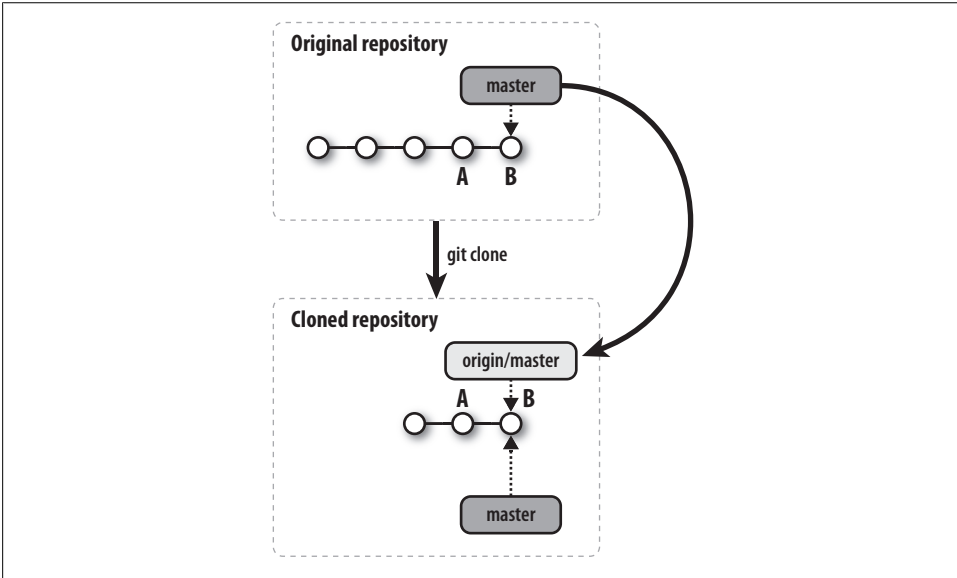 Original repository
master
A B
git clone
Cloned repository
origin/master
A B
master